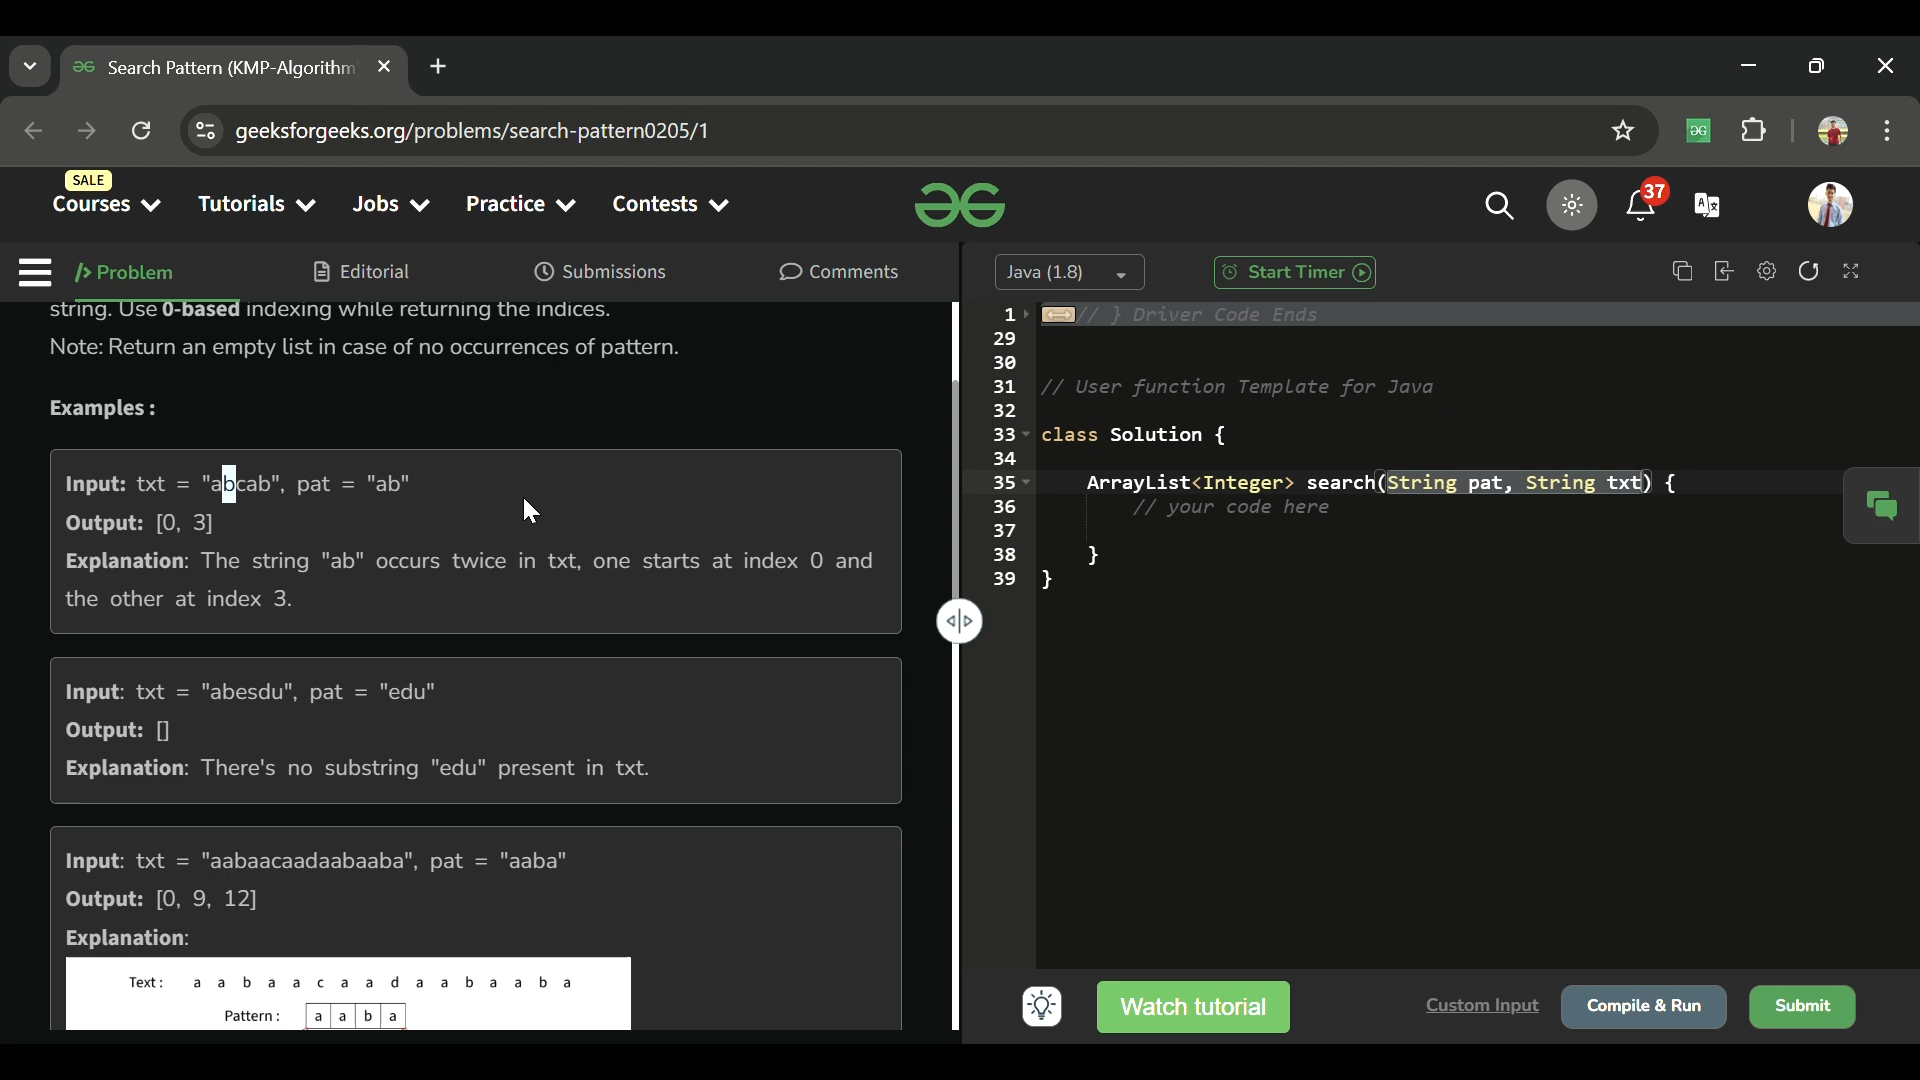 Search Pattern (KMP-Algorithm
geeksforgeeks.org/problems/search-pattern0205/1
SALE
Courses Tutorials Jobs Practice Contests
37
Problem Editorial Submissions Comments
Java (1.8) Start Timer
string. Use 0-based indexing while returning the indices.
Note: Return an empty list in case of no occurrences of pattern.
Examples :
Input: txt = "abcab", pat = "ab"
Output: [0, 3]
Explanation: The string "ab" occurs twice in txt, one starts at index 0 and
the other at index 3.
Input: txt = "abesdu", pat = "edu"
Output: []
Explanation: There's no substring "edu" present in txt.
Input: txt = "aabaacaadaabaaba", pat = "aaba"
Output: [0, 9, 12]
Explanation:
Text : a a b a a c a a d a a b a a b a
Pattern : a a b a
1 // } Driver Code Ends
29
30
31 // User function Template for Java
32
33 class Solution {
34
35 ArrayList<Integer> search(String pat, String txt) {
36 // your code here
37
38 }
39 }
Watch tutorial Custom Input Compile & Run Submit